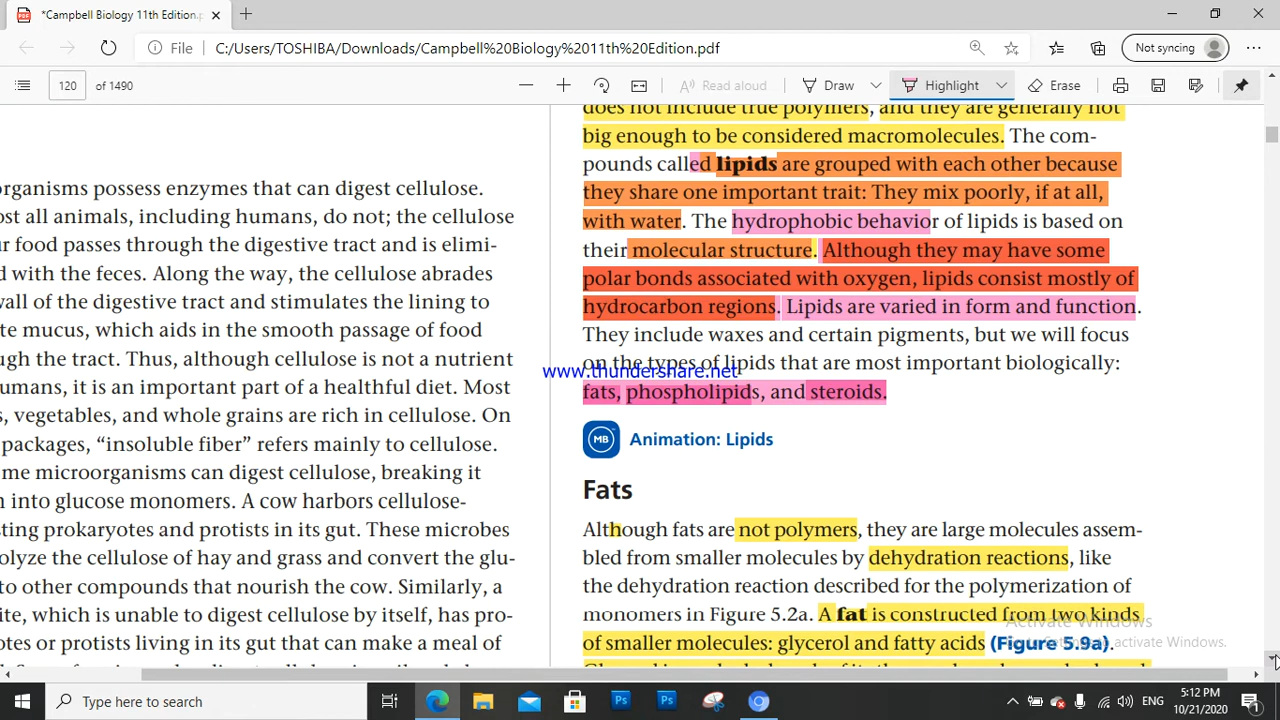 *Campbell Biology 11th Edition.p
File C:/Users/TOSHIBA/Downloads/Campbell%20Biology%2011th%20Edition.pdf Not syncing
120 of 1490 Read aloud Draw Highlight Erase
organisms possess enzymes that can digest cellulose.
ost all animals, including humans, do not; the cellulose
ur food passes through the digestive tract and is elimi-
d with the feces. Along the way, the cellulose abrades
wall of the digestive tract and stimulates the lining to
te mucus, which aids in the smooth passage of food
ugh the tract. Thus, although cellulose is not a nutrient
umans, it is an important part of a healthful diet. Most
s, vegetables, and whole grains are rich in cellulose. On
packages, “insoluble fiber” refers mainly to cellulose.
me microorganisms can digest cellulose, breaking it
n into glucose monomers. A cow harbors cellulose-
sting prokaryotes and protists in its gut. These microbes
olyze the cellulose of hay and grass and convert the glu-
to other compounds that nourish the cow. Similarly, a
ite, which is unable to digest cellulose by itself, has pro-
otes or protists living in its gut that can make a meal of
does not include true polymers, and they are generally not
big enough to be considered macromolecules. The com-
pounds called lipids are grouped with each other because
they share one important trait: They mix poorly, if at all,
with water. The hydrophobic behavior of lipids is based on
their molecular structure. Although they may have some
polar bonds associated with oxygen, lipids consist mostly of
hydrocarbon regions. Lipids are varied in form and function.
They include waxes and certain pigments, but we will focus
on the types of lipids that are most important biologically:
www.thundershare.net
fats, phospholipids, and steroids.
MB Animation: Lipids
Fats
Although fats are not polymers, they are large molecules assem-
bled from smaller molecules by dehydration reactions, like
the dehydration reaction described for the polymerization of
monomers in Figure 5.2a. A fat is constructed from two kinds
Activate Windows
of smaller molecules: glycerol and fatty acids (Figure 5.9a).
activate Windows.
Type here to search
Ps Ps
ENG
5:12 PM
10/21/2020
1